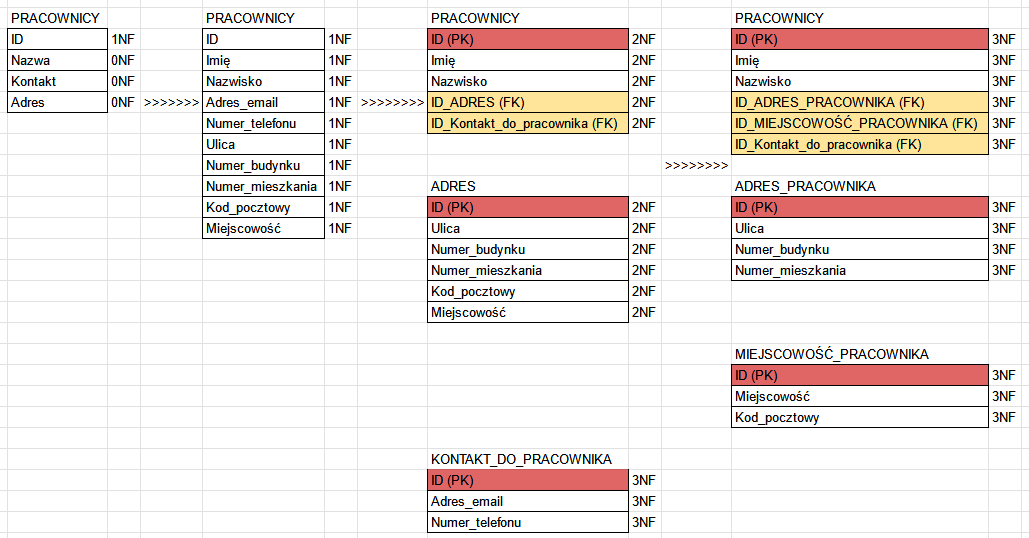 PRACOWNICY PRACOWNICY PRACOWNICY PRACOWNICY
ID 1NF ID 1NF ID (PK) 2NF ID (PK) 3NF
Nazwa 0NF Imię 1NF Imię 2NF Imię 3NF
Kontakt 0NF Nazwisko 1NF Nazwisko 2NF Nazwisko 3NF
Adres 0NF >>>>>>> Adres_email 1NF >>>>>>>> ID_ADRES (FK) 2NF ID_ADRES_PRACOWNIKA (FK) 3NF
Numer_telefonu 1NF ID_Kontakt_do_pracownika (FK) 2NF ID_MIEJSCOWOŚĆ_PRACOWNIKA (FK) 3NF
Ulica 1NF ID_Kontakt_do_pracownika (FK) 3NF
Numer_budynku 1NF >>>>>>>>
Numer_mieszkania 1NF ADRES ADRES_PRACOWNIKA
Kod_pocztowy 1NF ID (PK) 2NF ID (PK) 3NF
Miejscowość 1NF Ulica 2NF Ulica 3NF
Numer_budynku 2NF Numer_budynku 3NF
Numer_mieszkania 2NF Numer_mieszkania 3NF
Kod_pocztowy 2NF
Miejscowość 2NF
MIEJSCOWOŚĆ_PRACOWNIKA
ID (PK) 3NF
Miejscowość 3NF
Kod_pocztowy 3NF
KONTAKT_DO_PRACOWNIKA
ID (PK) 3NF
Adres_email 3NF
Numer_telefonu 3NF